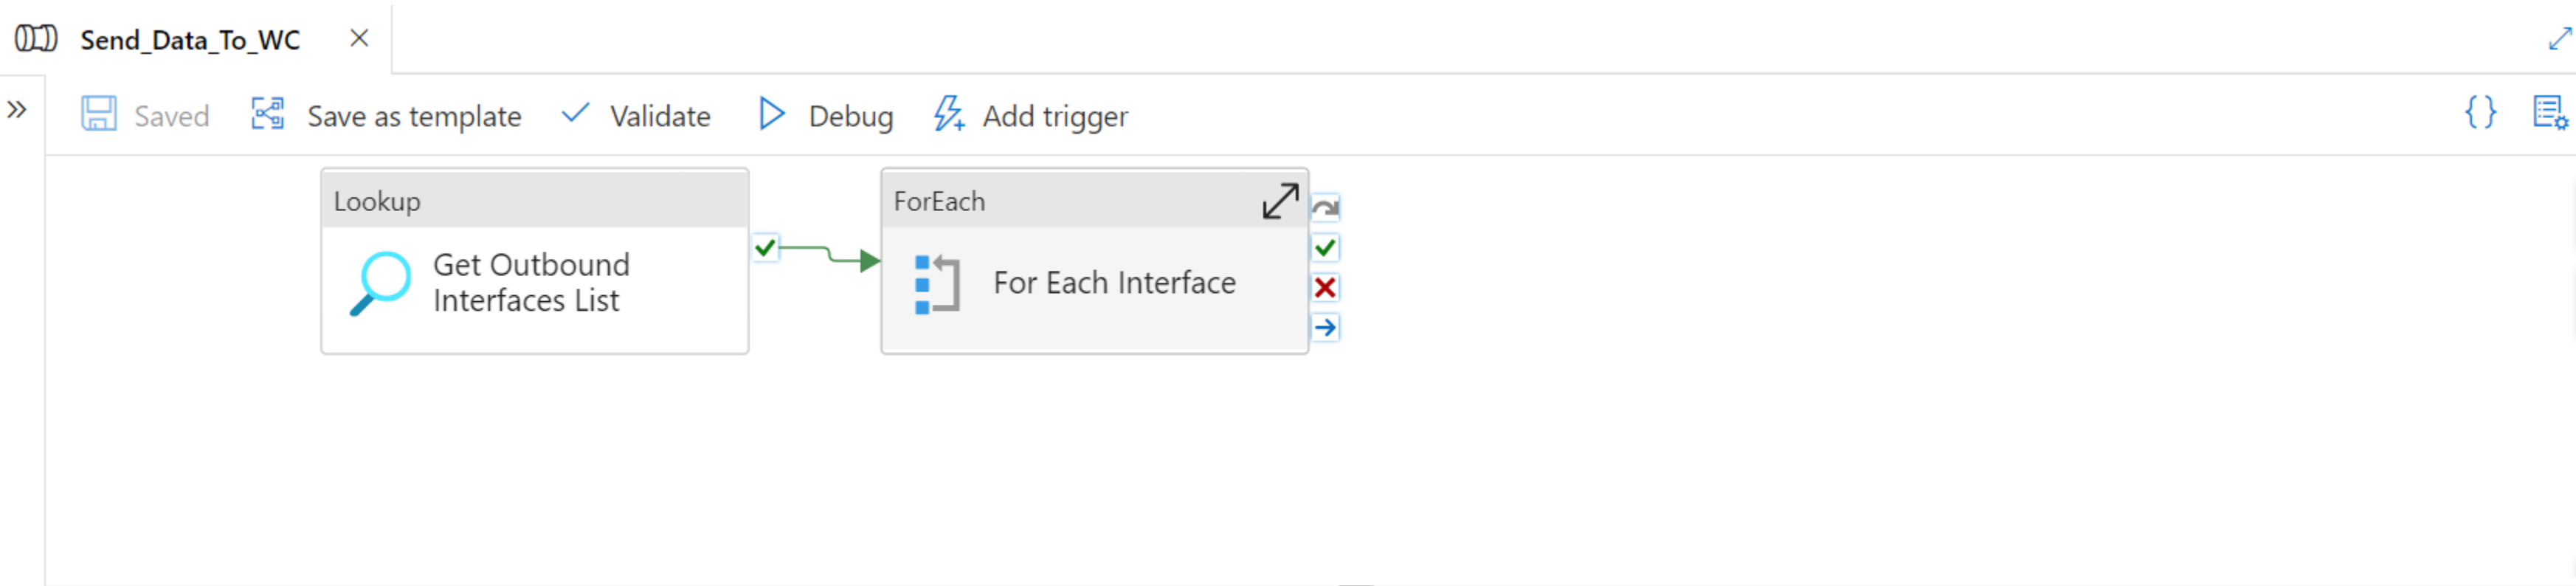 Send_Data_To_WC
Saved
Save as template
Validate
Debug
Add trigger
Lookup
Get Outbound
Interfaces List
ForEach
For Each Interface